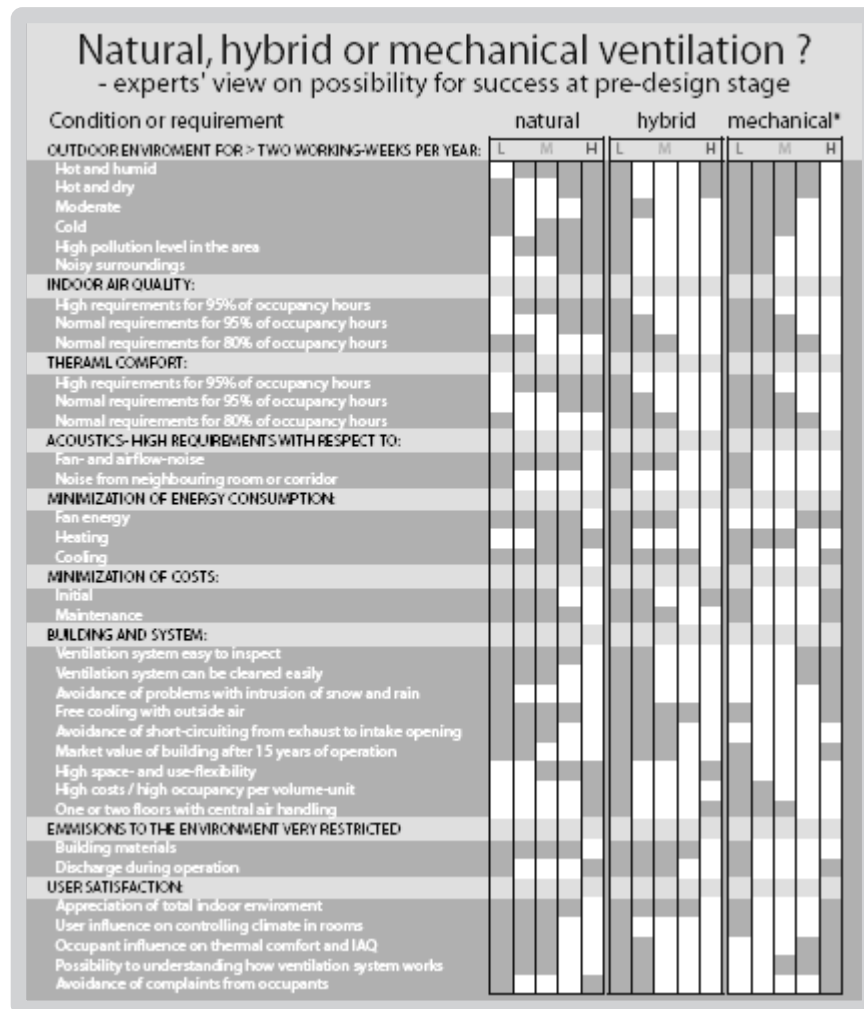 Natural, hybrid or mechanical ventilation ?
- experts' view on possibility for success at pre-design stage
Condition or requirement natural hybrid mechanical*
OUTDOOR ENVIROMENT FOR > TWO WORKING-WEEKS PER YEAR: L M H L M H L M H
Hot and humid
Hot and dry
Moderate
Cold
High pollution level in the area
Noisy surroundings
INDOOR AIR QUALITY:
High requirements for 95% of occupancy hours
Normal requirements for 95% of occupancy hours
Normal requirements for 80% of occupancy hours
THERAML COMFORT:
High requirements for 95% of occupancy hours
Normal requirements for 95% of occupancy hours
Normal requirements for 80% of occupancy hours
ACOUSTICS- HIGH REQUIREMENTS WITH RESPECT TO:
Fan- and airflow-noise
Noise from neighbouring room or corridor
MINIMIZATION OF ENERGY CONSUMPTION:
Fan energy
Heating
Cooling
MINIMIZATION OF COSTS:
Initial
Maintenance
BUILDING AND SYSTEM:
Ventilation system easy to inspect
Ventilation system can be cleaned easily
Avoidance of problems with intrusion of snow and rain
Free cooling with outside air
Avoidance of short-circuiting from exhaust to intake opening
Market value of building after 15 years of operation
High space- and use-flexibility
High costs / high occupancy per volume-unit
One or two floors with central air handling
EMMISIONS TO THE ENVIRONMENT VERY RESTRICTED
Building materials
Discharge during operation
USER SATISFACTION:
Appreciation of total indoor enviroment
User influence on controlling climate in rooms
Occupant influence on thermal comfort and IAQ
Possibility to understanding how ventilation system works
Avoidance of complaints from occupants